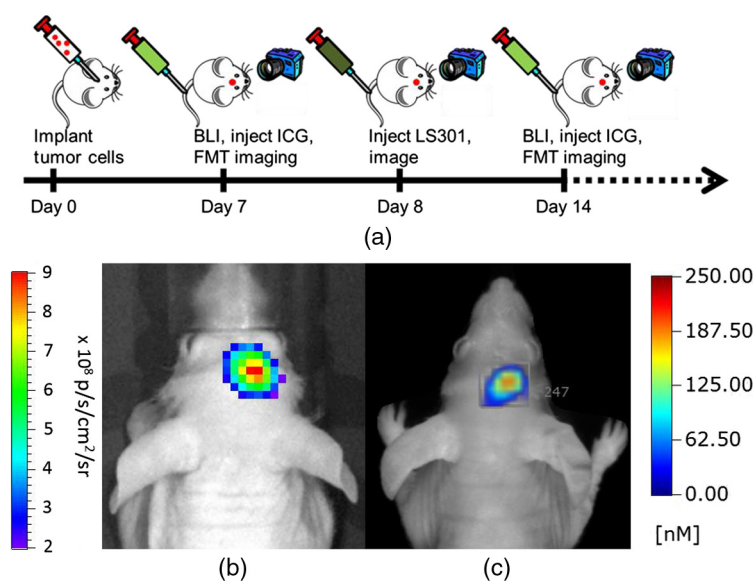 Implant
tumor cells
BLI, inject ICG,
FMT imaging
Inject LS301,
image
BLI, inject ICG,
FMT imaging
Day 0
Day 7
Day 8
Day 14
(a)
9
8
7
6
5
4
3
2
x 10⁸ p/s/cm²/sr
247
250.00
187.50
125.00
62.50
0.00
[nM]
(b)
(c)